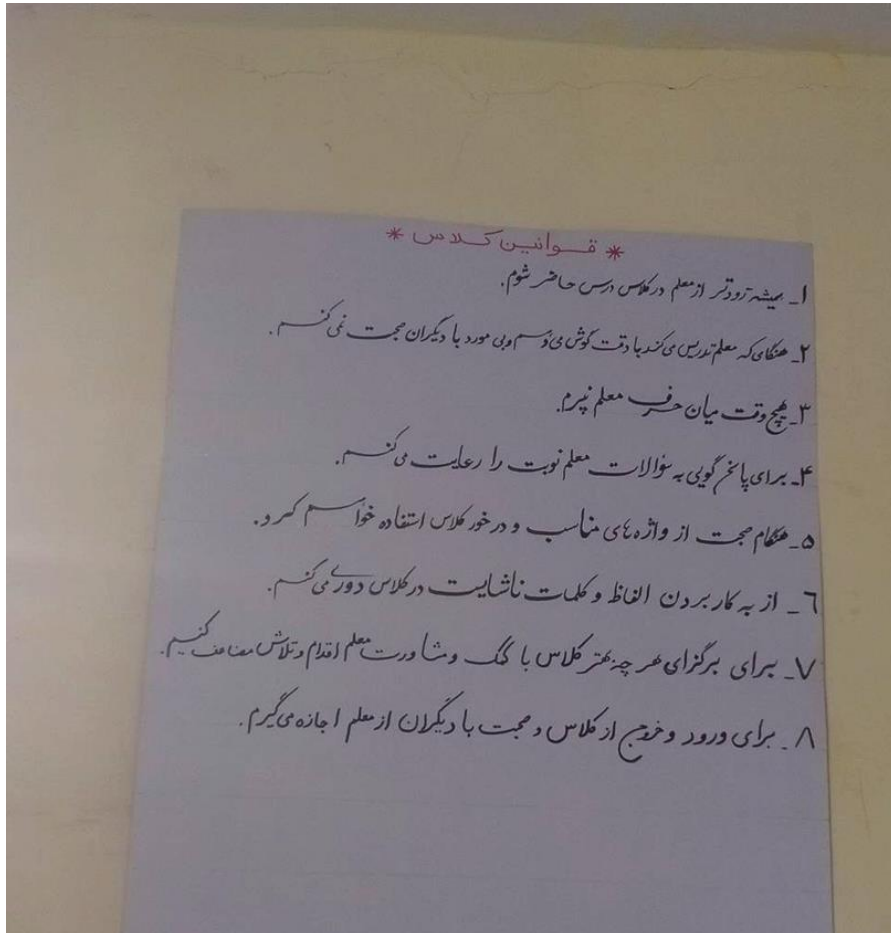 * قوانین کلاس *
۱_ همیشه زودتر از معلم در کلاس درس حاضر شوم.
۲_ هنگامی که معلم تدریس می‌کند با دقت گوش می‌دهم و بی مورد با دیگران صحبت نمی‌کنم.
۳_ هیچ وقت میان حرف معلم نپرم.
۴_ برای پاسخ گویی به سؤالات معلم نوبت را رعایت می‌کنم.
۵_ هنگام صحبت از واژه‌های مناسب و درخور کلاس استفاده خواهم کرد.
۶_ از به کار بردن الفاظ و کلمات ناشایست در کلاس دوری می‌کنم.
۷_ برای برگزاری هر چه بهتر کلاس با کمک و مشاورت معلم اقدام و تلاش مضاعف کنیم.
۸_ برای ورود و خروج از کلاس و صحبت با دیگران از معلم اجازه می‌گیرم.